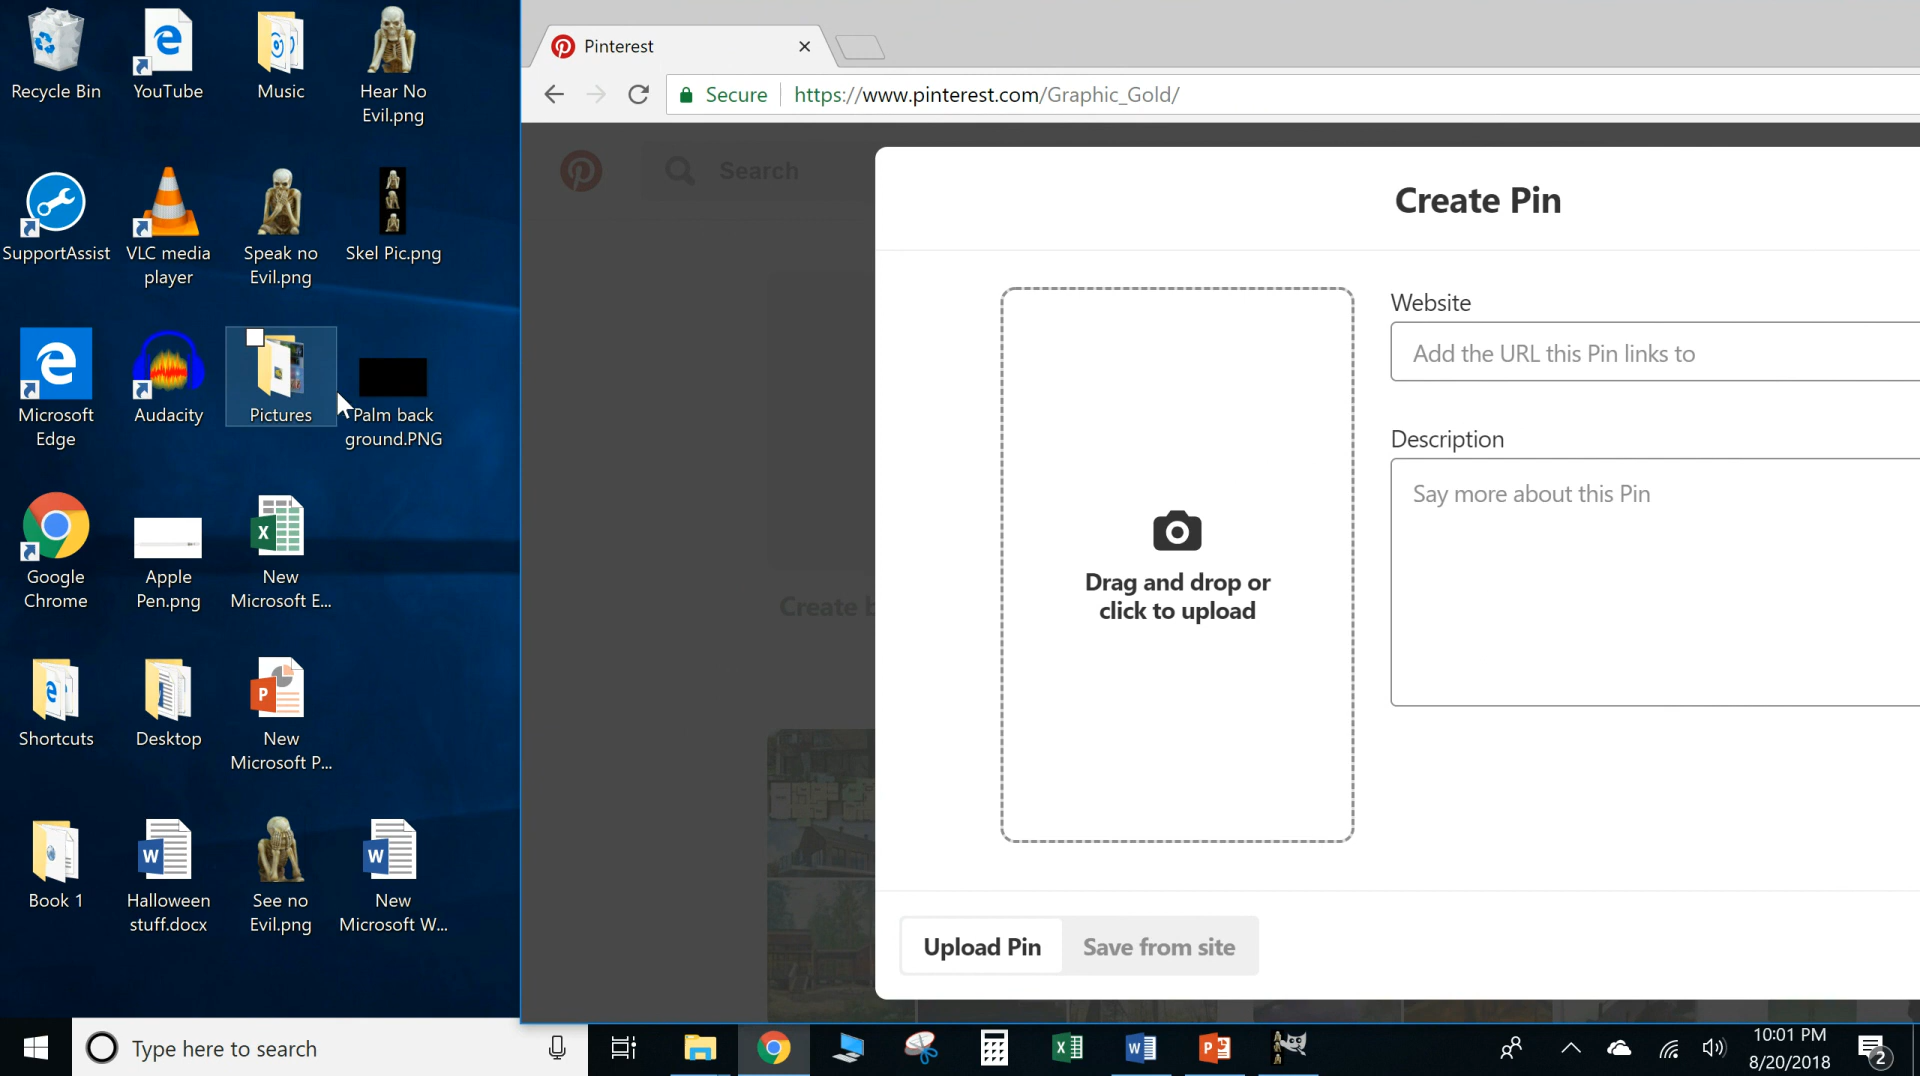 Recycle Bin
YouTube
Music
Hear No
Evil.png
SupportAssist
VLC media
player
Speak no
Evil.png
Skel Pic.png
Microsoft
Edge
Audacity
Pictures
Palm back
ground.PNG
Google
Chrome
Apple
Pen.png
New
Microsoft E...
Shortcuts
Desktop
New
Microsoft P...
Book 1
Halloween
stuff.docx
See no
Evil.png
New
Microsoft W...
Pinterest
Secure
https://www.pinterest.com/Graphic_Gold/
Search
Create b
Create Pin
Drag and drop or
click to upload
Website
Add the URL this Pin links to
Description
Say more about this Pin
Upload Pin
Save from site
Type here to search
10:01 PM
8/20/2018
2